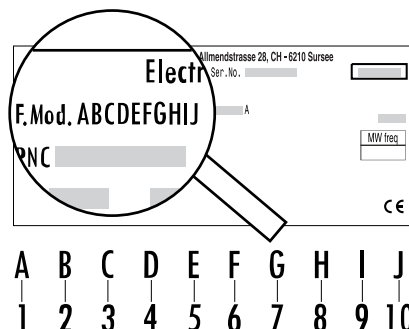 Allmendstrasse 28, CH - 6210 Sursee
Electr
Ser.No.
F.Mod. ABCDEFGHIJ
A
PNC
MW freq
CE
A B C D E F G H I J
1 2 3 4 5 6 7 8 9 10